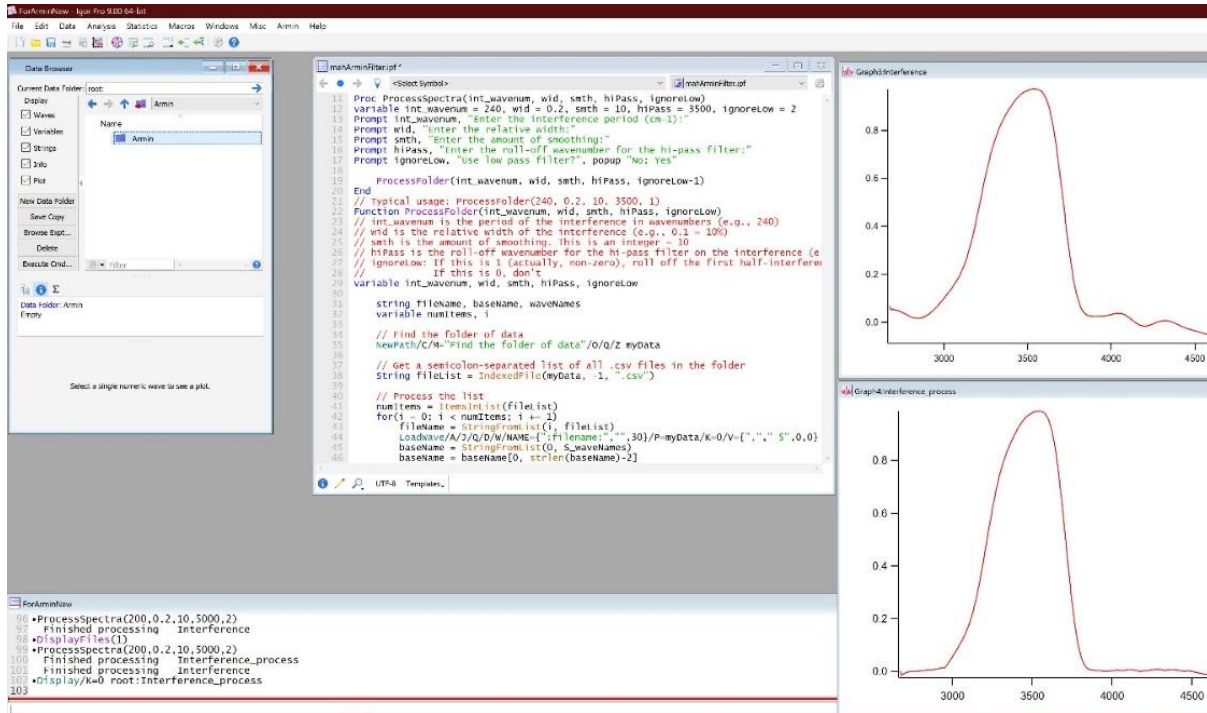 ForArminNew - Igor Pro 9.00 64-bit
File Edit Data Analysis Statistics Macros Windows Misc Armin Help
Data Browser
Current Data Folder: root:
Display
Armin
Waves
Name
Variables
Armin
Strings
Info
Plot
New Data Folder
Save Copy
Browse Expt...
Delete
Execute Cmd...
Filter
Data Folder: Armin
Empty
Select a single numeric wave to see a plot.
mahArminFilter.ipf *
<Select Symbol> mahArminFilter.ipf
11 Proc ProcessSpectra(int_wavenum, wid, smth, hiPass, ignoreLow)
12 variable int_wavenum = 240, wid = 0.2, smth = 10, hiPass = 3500, ignoreLow = 2
13 Prompt int_wavenum, "Enter the interference period (cm-1):"
14 Prompt wid, "Enter the relative width:"
15 Prompt smth, "Enter the amount of smoothing:"
16 Prompt hiPass, "Enter the roll-off wavenumber for the hi-pass filter:"
17 Prompt ignoreLow, "Use low pass filter?", popup "No; Yes"
18
19 ProcessFolder(int_wavenum, wid, smth, hiPass, ignoreLow-1)
20 End
21 // Typical usage: ProcessFolder(240, 0.2, 10, 3500, 1)
22 Function ProcessFolder(int_wavenum, wid, smth, hiPass, ignoreLow)
23 // int_wavenum is the period of the interference in wavenumbers (e.g., 240)
24 // wid is the relative width of the interference (e.g., 0.1 = 10%)
25 // smth is the amount of smoothing. This is an integer ~ 10
26 // hiPass is the roll-off wavenumber for the hi-pass filter on the interference (e
27 // ignoreLow: If this is 1 (actually, non-zero), roll off the first half-interfere
28 // If this is 0, don't
29 variable int_wavenum, wid, smth, hiPass, ignoreLow
30
31 string fileName, baseName, waveNames
32 variable numItems, i
33
34 // Find the folder of data
35 NewPath/C/M="Find the folder of data"/O/Q/Z myData
36
37 // Get a semicolon-separated list of all .csv files in the folder
38 String fileList = IndexedFile(myData, -1, ".csv")
39
40 // Process the list
41 numItems = ItemsInList(fileList)
42 for(i = 0; i < numItems; i += 1)
43 fileName = StringFromList(i, fileList)
44 LoadWave/A/J/Q/D/W/NAME={":filename:","",30}/P=myData/K=0/V={","," $",0,0}
45 baseName = StringFromList(0, S_waveNames)
46 baseName = baseName[0, strlen(baseName)-2]
UTF-8 Templates
Graph3:Interference
0.8
0.6
0.4
0.2
0.0
3000 3500 4000 4500
Graph4:Interference_process
0.8
0.6
0.4
0.2
0.0
3000 3500 4000 4500
ForArminNew
96 •ProcessSpectra(200,0.2,10,5000,2)
97 Finished processing Interference
98 •DisplayFiles(1)
99 •ProcessSpectra(200,0.2,10,5000,2)
100 Finished processing Interference_process
101 Finished processing Interference
102 •Display/K=0 root:Interference_process
103